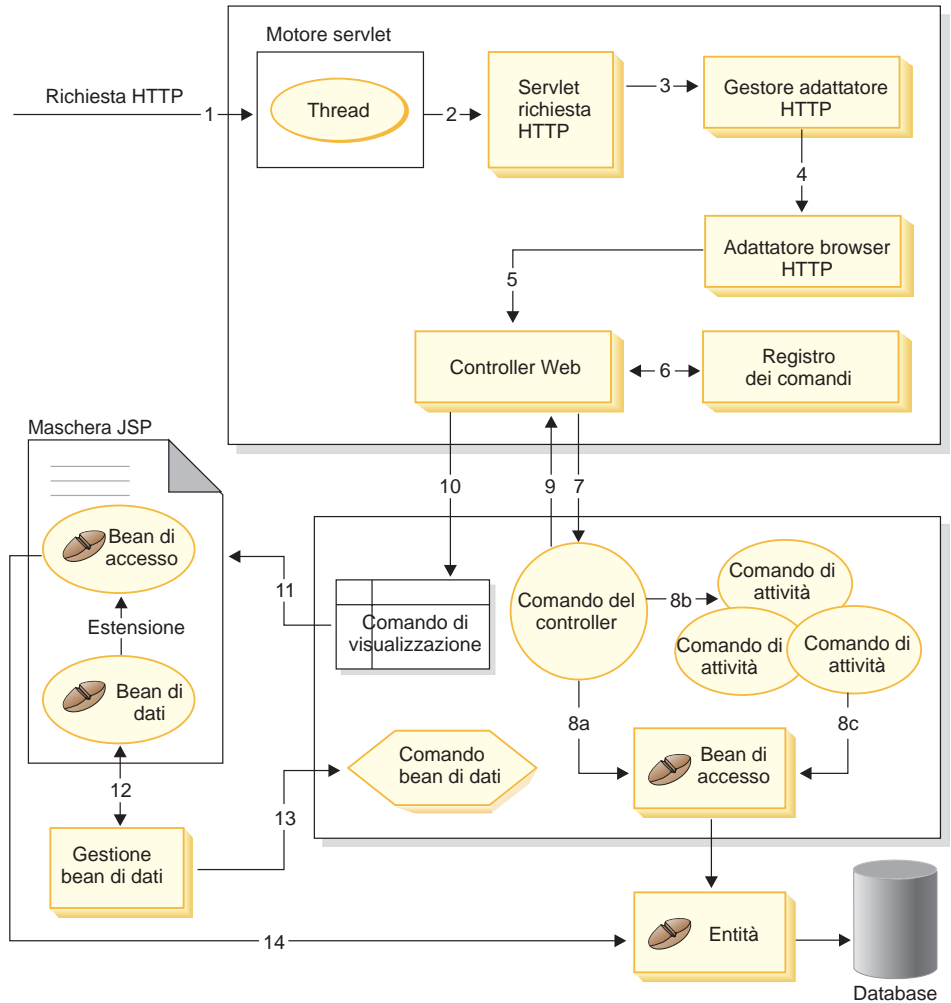 Motore servlet
Richiesta HTTP
1
Thread
2
Servlet
richiesta
HTTP
3
Gestore adattatore
HTTP
4
Adattatore browser
HTTP
5
Controller Web
6
Registro
dei comandi
Maschera JSP
10
9
7
Bean di
accesso
Estensione
Bean di
dati
11
Comando di
visualizzazione
Comando del
controller
8b
Comando di
attività
Comando di
attività
Comando di
attività
8a
8c
Comando
bean di dati
Bean di
accesso
12
13
Gestione
bean di dati
14
Entità
Database